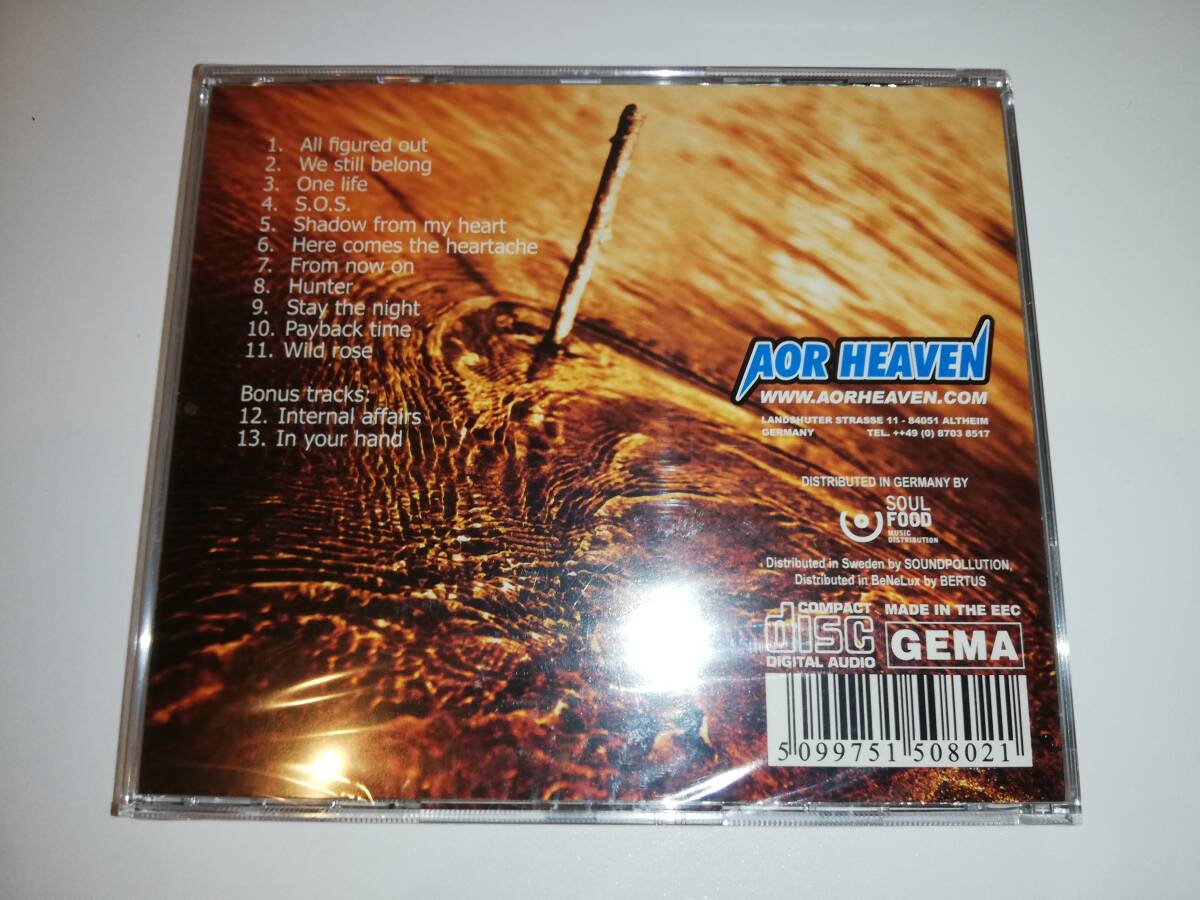 1. All figured out
2. We still belong
3. One life
4. S.O.S.
5. Shadow from my heart
6. Here comes the heartache
7. From now on
8. Hunter
9. Stay the night
10. Payback time
11. Wild rose
Bonus tracks:
12. Internal affairs
13. In your hand
AOR HEAVEN
WWW.AORHEAVEN.COM
LANDSHUTER STRASSE 11 - 84051 ALTHEIM
GERMANY TEL. ++49 (0) 8703 8517
DISTRIBUTED IN GERMANY BY
SOUL
FOOD
MUSIC
DISTRIBUTION
Distributed in Sweden by SOUNDPOLLUTION,
Distributed in BeNeLux by BERTUS
COMPACT
disc
DIGITAL AUDIO
MADE IN THE EEC
GEMA
5 099751 508021